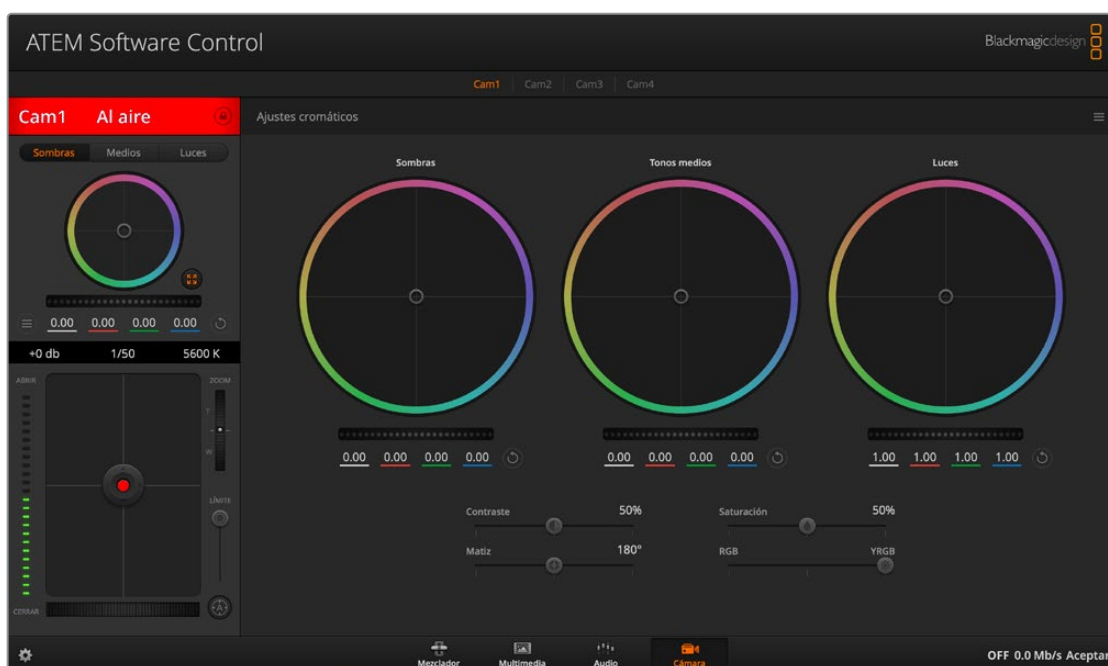 ATEM Software Control
Blackmagicdesign
Cam1 Cam2 Cam3 Cam4
Cam1 Al aire
Ajustes cromáticos
Sombras Medios Luces
Sombras Tonos medios Luces
0.00 0.00 0.00 0.00
+0 db 1/50 5600 K
ABRIR ZOOM
T
W
0.00 0.00 0.00 0.00 0.00 0.00 0.00 0.00 1.00 1.00 1.00 1.00
LÍMITE
Contraste 50% Saturación 50%
Matiz 180° RGB YRGB
CERRAR
A
Mezclador Multimedia Audio Cámara
OFF 0.0 Mb/s Aceptar